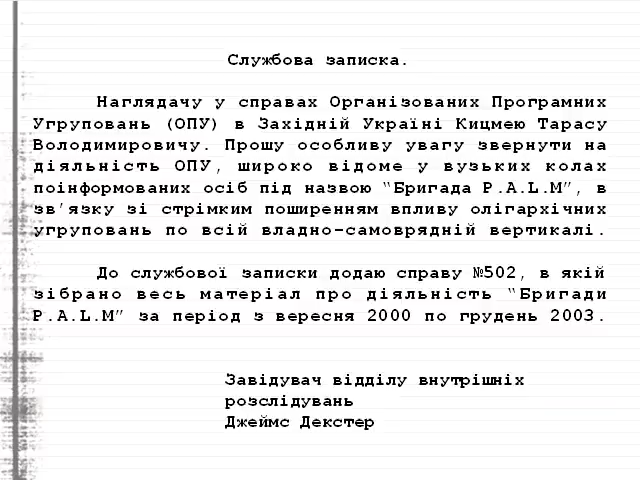 Службова записка.
Наглядачу у справах Організованих Програмних
Угруповань (ОПУ) в Західній Україні Кицмею Тарасу
Володимировичу. Прошу особливу увагу звернути на
діяльність ОПУ, широко відоме у вузьких колах
поінформованих осіб під назвою “Бригада P.A.L.M”, в
зв’язку зі стрімким поширенням впливу олігархічних
угруповань по всій владно-самоврядній вертикалі.
До службової записки додаю справу №502, в якій
зібрано весь матеріал про діяльність “Бригади
P.A.L.M” за період з вересня 2000 по грудень 2003.
Завідувач відділу внутрішніх
розслідувань
Джеймс Декстер